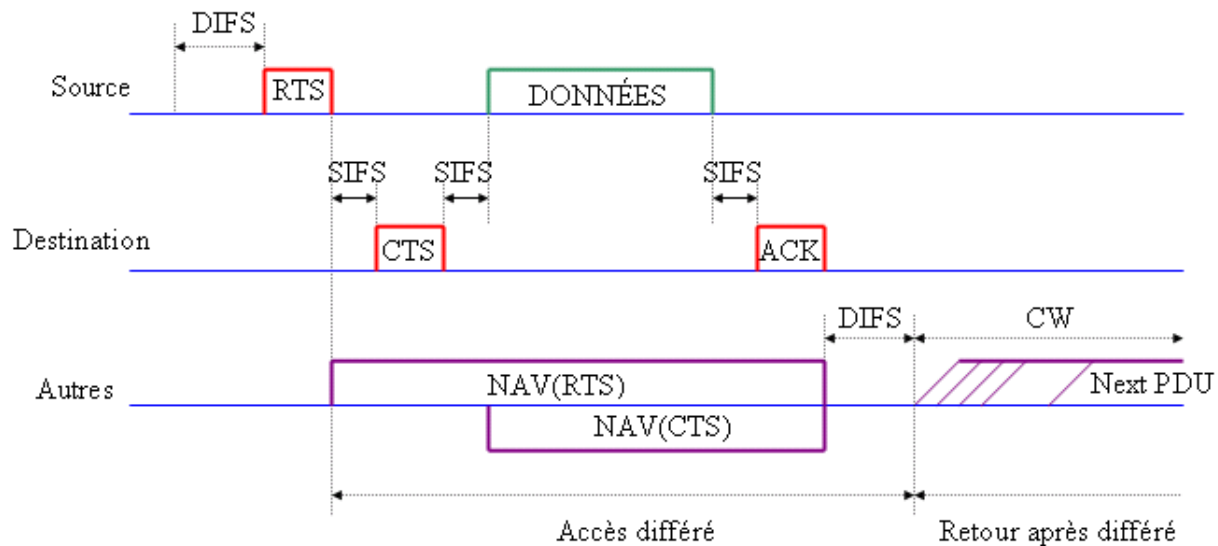 DIFS
Source
RTS
DONNÉES
SIFS
SIFS
SIFS
Destination
CTS
ACK
DIFS
CW
Autres
NAV(RTS)
Next PDU
NAV(CTS)
Accès différé
Retour après différé